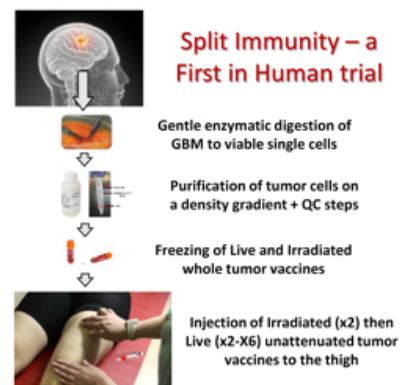 Split Immunity – a
First in Human trial
Gentle enzymatic digestion of
GBM to viable single cells
Purification of tumor cells on
a density gradient + QC steps
Freezing of Live and Irradiated
whole tumor vaccines
Injection of Irradiated (x2) then
Live (x2-X6) unattenuated tumor
vaccines to the thigh